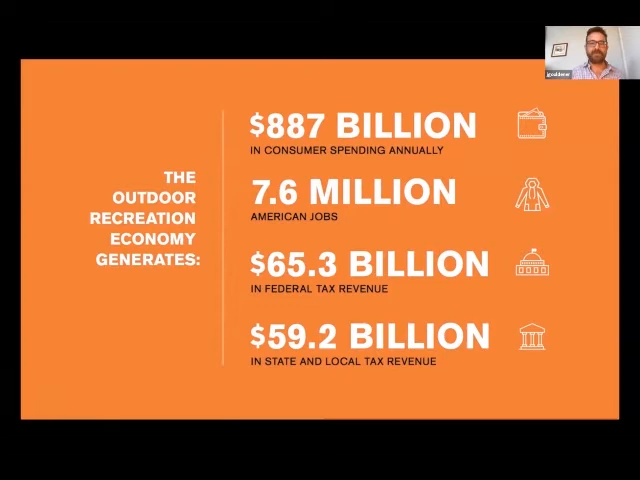 THE
OUTDOOR
RECREATION
ECONOMY
GENERATES:
$887 BILLION
IN CONSUMER SPENDING ANNUALLY
7.6 MILLION
AMERICAN JOBS
$65.3 BILLION
IN FEDERAL TAX REVENUE
$59.2 BILLION
IN STATE AND LOCAL TAX REVENUE